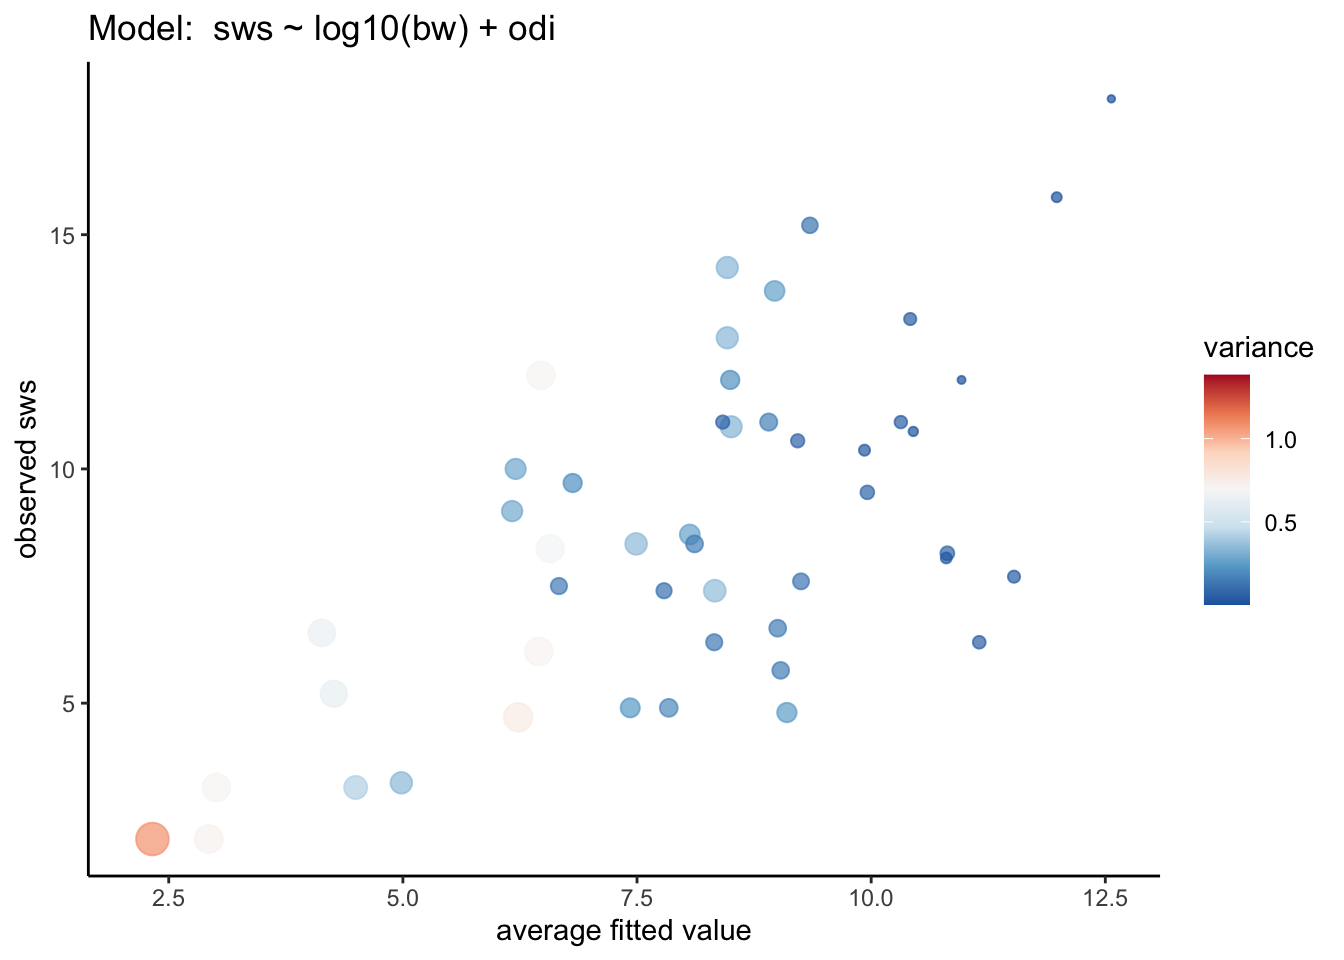 Model:  sws ~ log10(bw) + odi
observed sws
15
10
5
2.5 5.0 7.5 10.0 12.5
average fitted value
variance
1.0
0.5